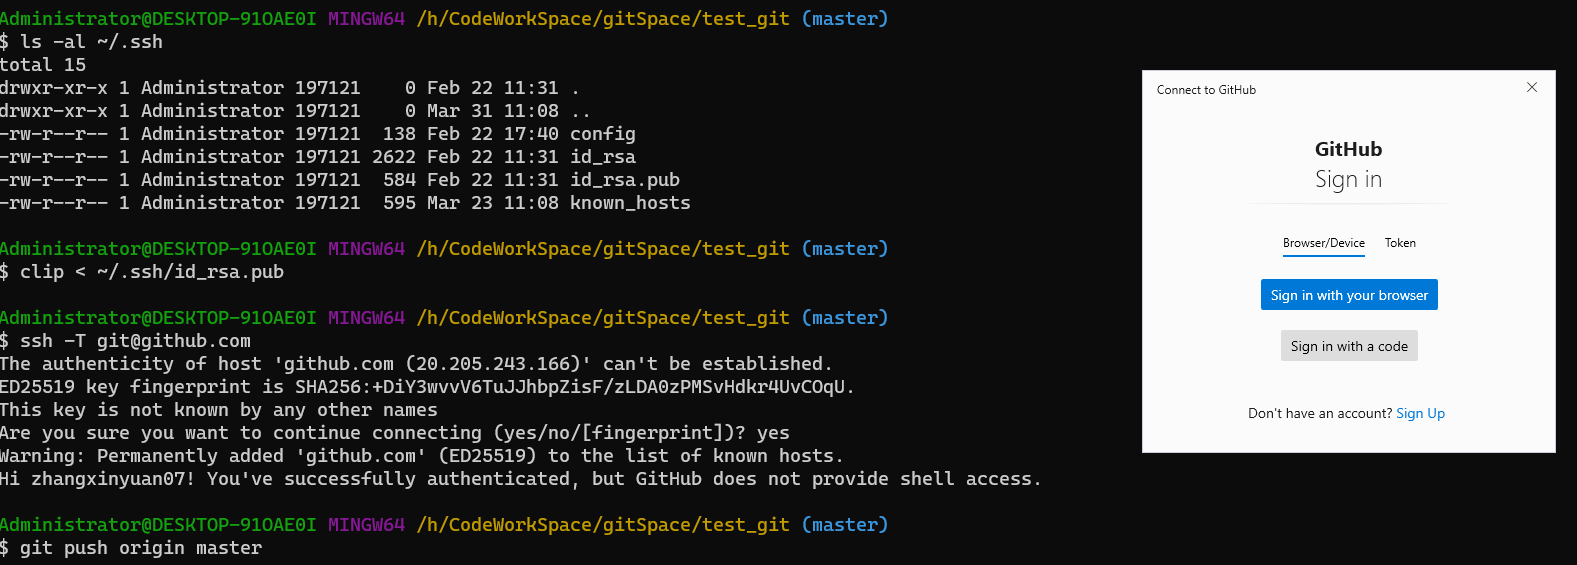 Administrator@DESKTOP-91OAE0I MINGW64 /h/CodeWorkSpace/gitSpace/test_git (master)
$ ls -al ~/.ssh
total 15
drwxr-xr-x 1 Administrator 197121    0 Feb 22 11:31 .
drwxr-xr-x 1 Administrator 197121    0 Mar 31 11:08 ..
-rw-r--r-- 1 Administrator 197121  138 Feb 22 17:40 config
-rw-r--r-- 1 Administrator 197121 2622 Feb 22 11:31 id_rsa
-rw-r--r-- 1 Administrator 197121  584 Feb 22 11:31 id_rsa.pub
-rw-r--r-- 1 Administrator 197121  595 Mar 23 11:08 known_hosts
Administrator@DESKTOP-91OAE0I MINGW64 /h/CodeWorkSpace/gitSpace/test_git (master)
$ clip < ~/.ssh/id_rsa.pub
Administrator@DESKTOP-91OAE0I MINGW64 /h/CodeWorkSpace/gitSpace/test_git (master)
$ ssh -T git@github.com
The authenticity of host 'github.com (20.205.243.166)' can't be established.
ED25519 key fingerprint is SHA256:+DiY3wvvV6TuJJhbpZisF/zLDA0zPMSvHdkr4UvCOqU.
This key is not known by any other names
Are you sure you want to continue connecting (yes/no/[fingerprint])? yes
Warning: Permanently added 'github.com' (ED25519) to the list of known hosts.
Hi zhangxinyuan07! You've successfully authenticated, but GitHub does not provide shell access.
Administrator@DESKTOP-91OAE0I MINGW64 /h/CodeWorkSpace/gitSpace/test_git (master)
$ git push origin master
Connect to GitHub
GitHub
Sign in
Browser/Device Token
Sign in with your browser
Sign in with a code
Don't have an account? Sign Up